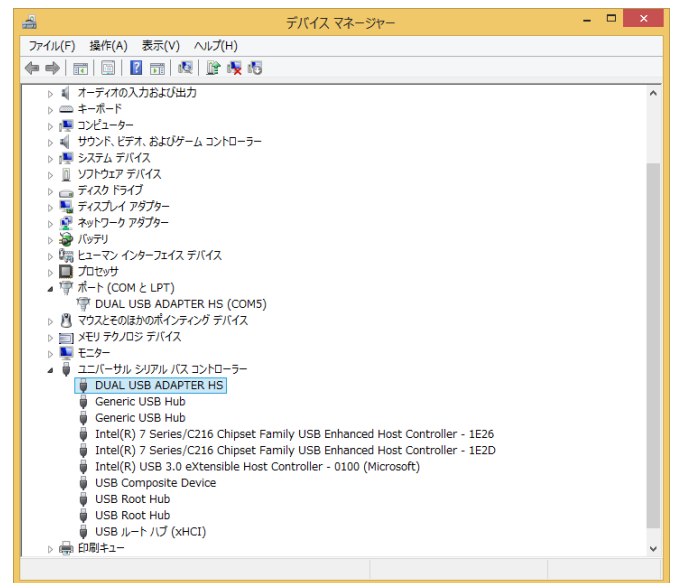 デバイス マネージャー
ファイル(F) 操作(A) 表示(V) ヘルプ(H)
オーディオの入力および出力
キーボード
コンピューター
サウンド、ビデオ、およびゲーム コントローラー
システム デバイス
ソフトウェア デバイス
ディスク ドライブ
ディスプレイ アダプター
ネットワーク アダプター
バッテリ
ヒューマン インターフェイス デバイス
プロセッサ
ポート (COM と LPT)
DUAL USB ADAPTER HS (COM5)
マウスとそのほかのポインティング デバイス
メモリ テクノロジ デバイス
モニター
ユニバーサル シリアル バス コントローラー
DUAL USB ADAPTER HS
Generic USB Hub
Generic USB Hub
Intel(R) 7 Series/C216 Chipset Family USB Enhanced Host Controller - 1E26
Intel(R) 7 Series/C216 Chipset Family USB Enhanced Host Controller - 1E2D
Intel(R) USB 3.0 eXtensible Host Controller - 0100 (Microsoft)
USB Composite Device
USB Root Hub
USB Root Hub
USB ルート ハブ (xHCI)
印刷キュー